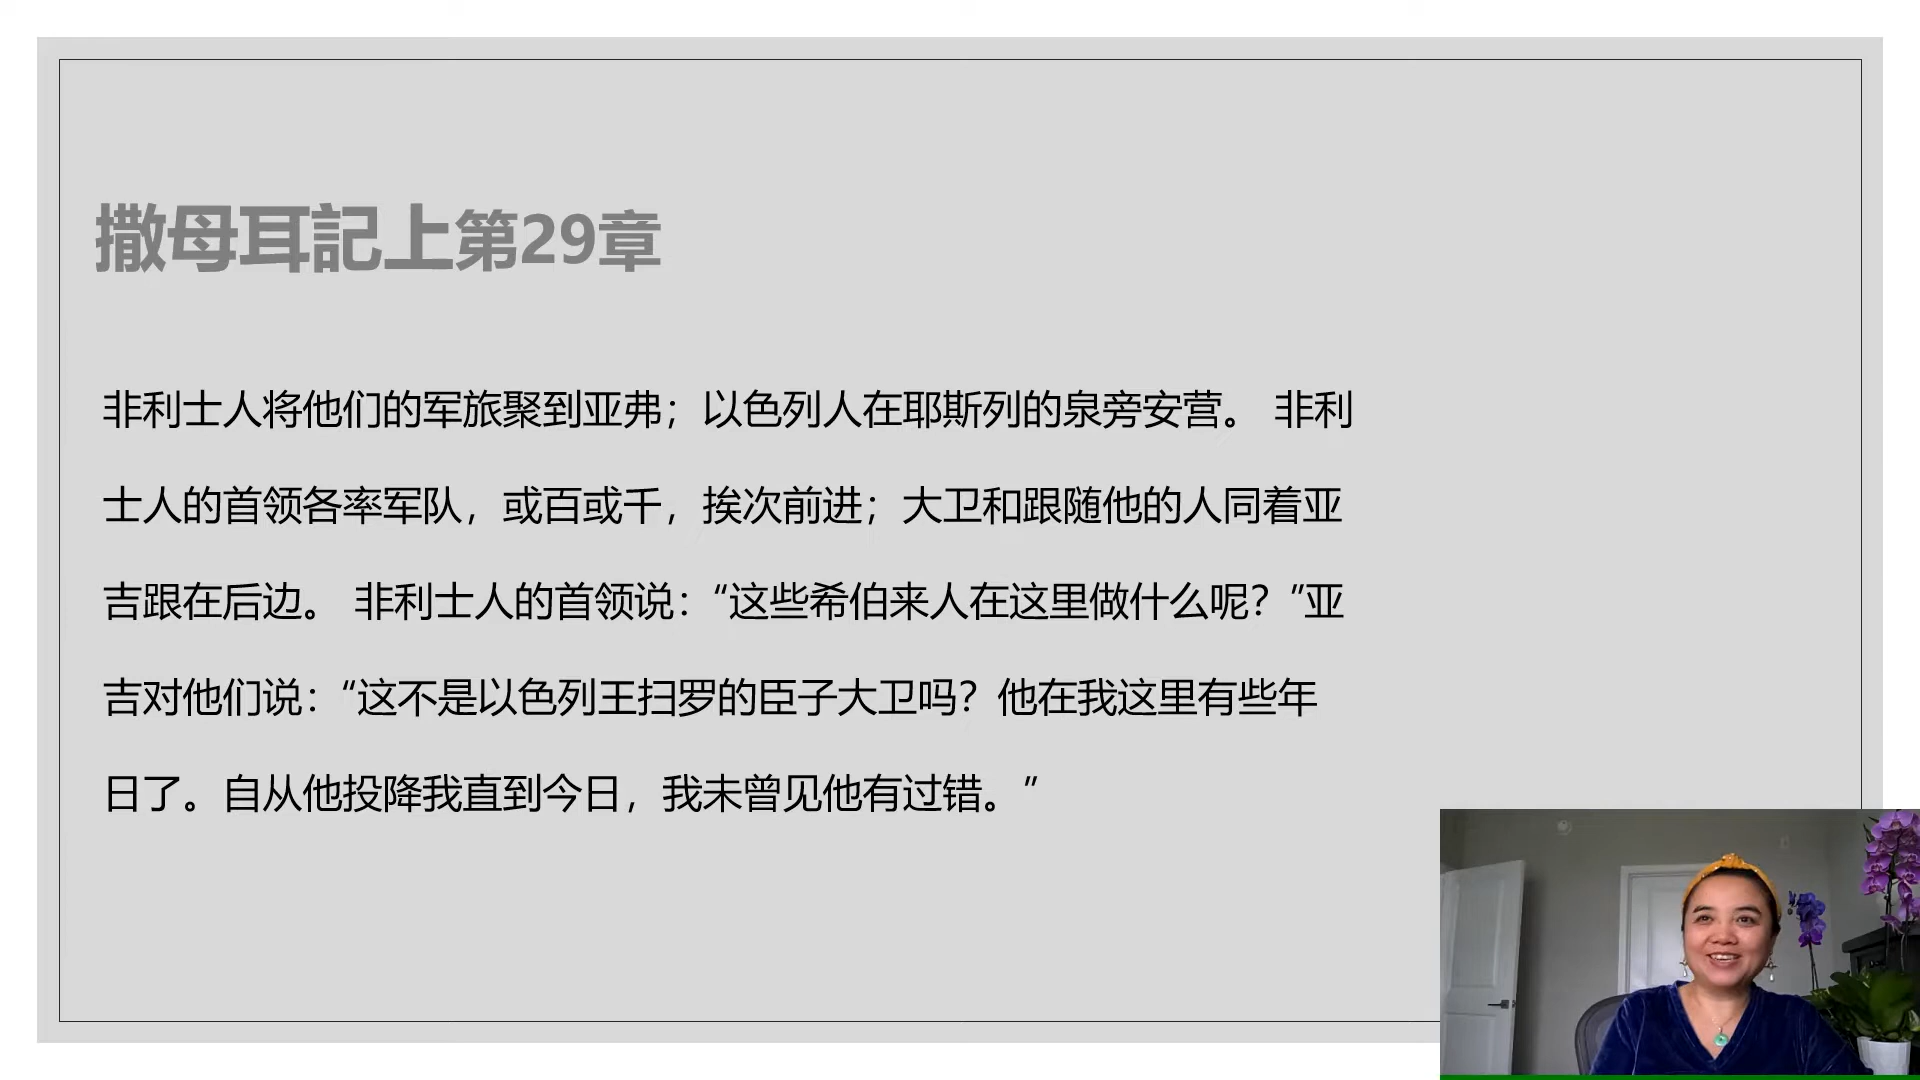 撒母耳記上第29章
非利士人将他们的军旅聚到亚弗；以色列人在耶斯列的泉旁安营。 非利
士人的首领各率军队，或百或千，挨次前进；大卫和跟随他的人同着亚
吉跟在后边。 非利士人的首领说：“这些希伯来人在这里做什么呢？”亚
吉对他们说：“这不是以色列王扫罗的臣子大卫吗？他在我这里有些年
日了。自从他投降我直到今日，我未曾见他有过错。”